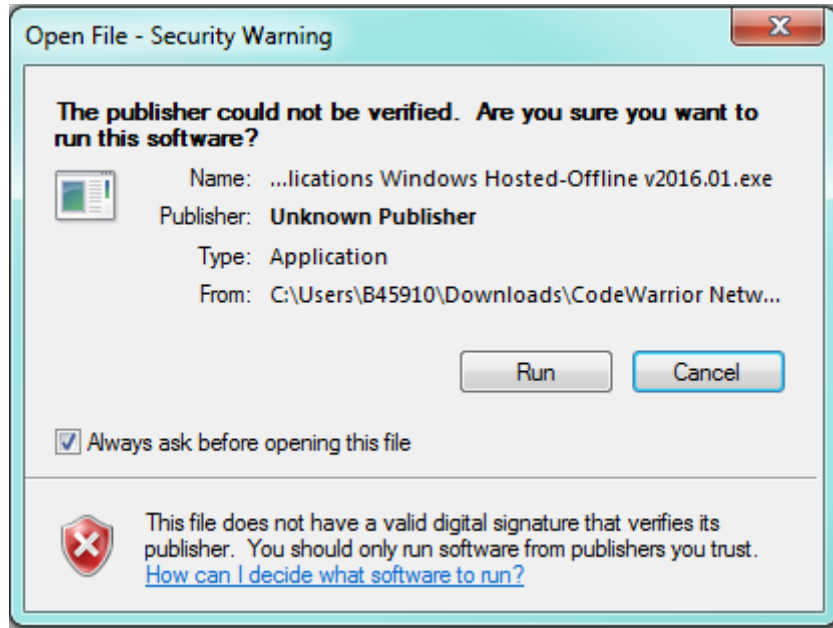 Open File - Security Warning
The publisher could not be verified. Are you sure you want to
run this software?
Name: ...lications Windows Hosted-Offline v2016.01.exe
Publisher: Unknown Publisher
Type: Application
From: C:\Users\B45910\Downloads\CodeWarrior Netw...
Run Cancel
Always ask before opening this file
This file does not have a valid digital signature that verifies its
publisher. You should only run software from publishers you trust.
How can I decide what software to run?